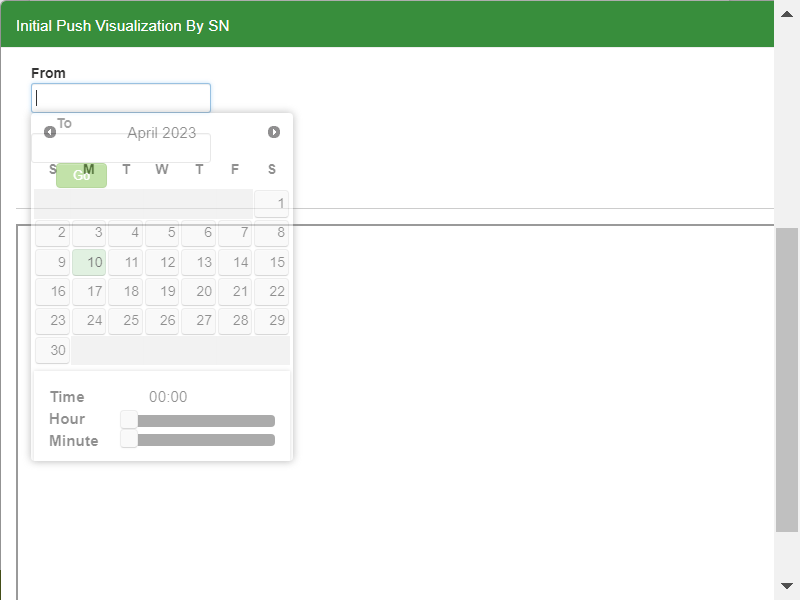 Initial Push Visualization By SN
From
To
April 2023
Go
S M T W T F S
1
2 3 4 5 6 7 8
9 10 11 12 13 14 15
16 17 18 19 20 21 22
23 24 25 26 27 28 29
30
Time 00:00
Hour
Minute